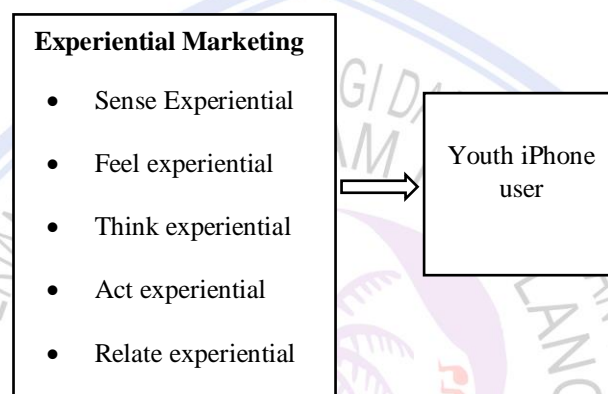 Experiential Marketing
• Sense Experiential
• Feel experiential
• Think experiential
• Act experiential
• Relate experiential
Youth iPhone
user